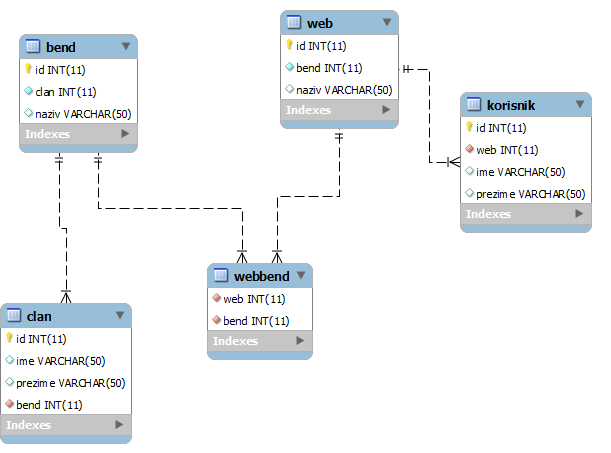 bend
id INT(11)
clan INT(11)
naziv VARCHAR(50)
Indexes
web
id INT(11)
bend INT(11)
naziv VARCHAR(50)
Indexes
korisnik
id INT(11)
web INT(11)
ime VARCHAR(50)
prezime VARCHAR(50)
Indexes
webbend
web INT(11)
bend INT(11)
Indexes
clan
id INT(11)
ime VARCHAR(50)
prezime VARCHAR(50)
bend INT(11)
Indexes